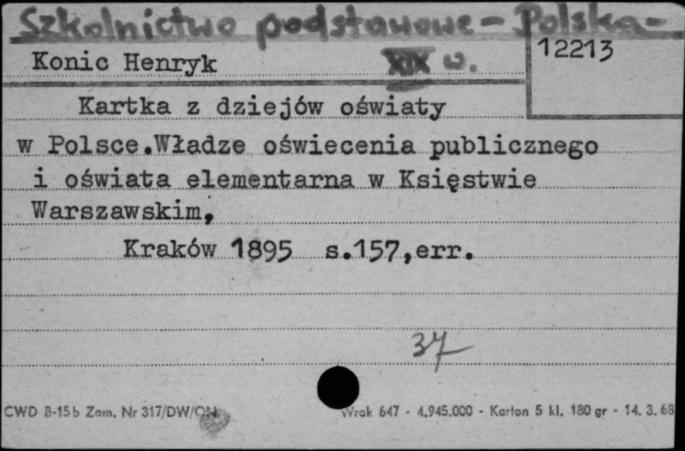 Szkolnictwo podstawowe - Polska -
Konic Henryk XIX w. 12213
Kartka z dziejów oświaty
w Polsce.Władze oświecenia publicznego
i oświata elementarna w Księstwie
Warszawskim,
Kraków 1895 s.157,err.
37
CWD B-15b Zam. Nr 317/DW/ON Wrak 647 - 4.945.000 - Karton 5 kl. 180 gr - 14. 3. 68